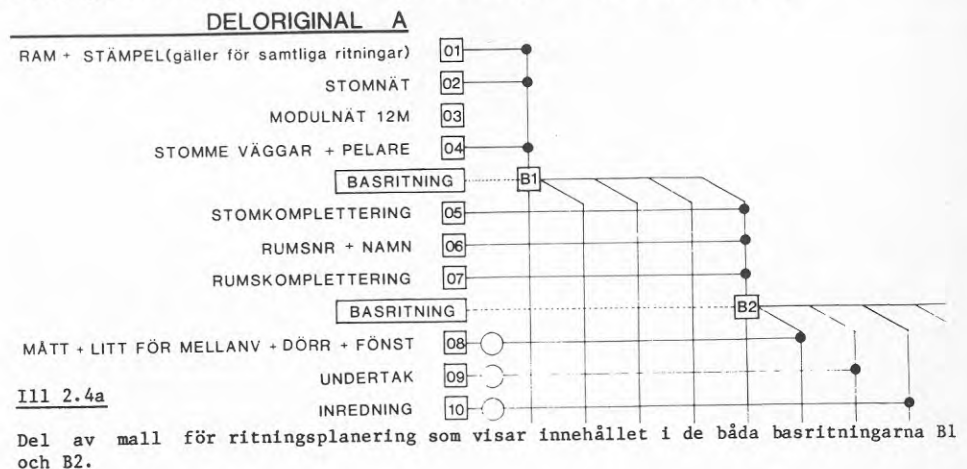 DELORIGINAL A
RAM + STÄMPEL(gäller för samtliga ritningar) 01
STOMNÄT 02
MODULNÄT 12M 03
STOMME VÄGGAR + PELARE 04
BASRITNING B1
STOMKOMPLETTERING 05
RUMSNR + NAMN 06
RUMSKOMPLETTERING 07
BASRITNING B2
MÅTT + LITT FÖR MELLANV + DÖRR + FÖNST 08
UNDERTAK 09
INREDNING 10
Ill 2.4a
Del av mall för ritningsplanering som visar innehållet i de båda basritningarna B1
och B2.